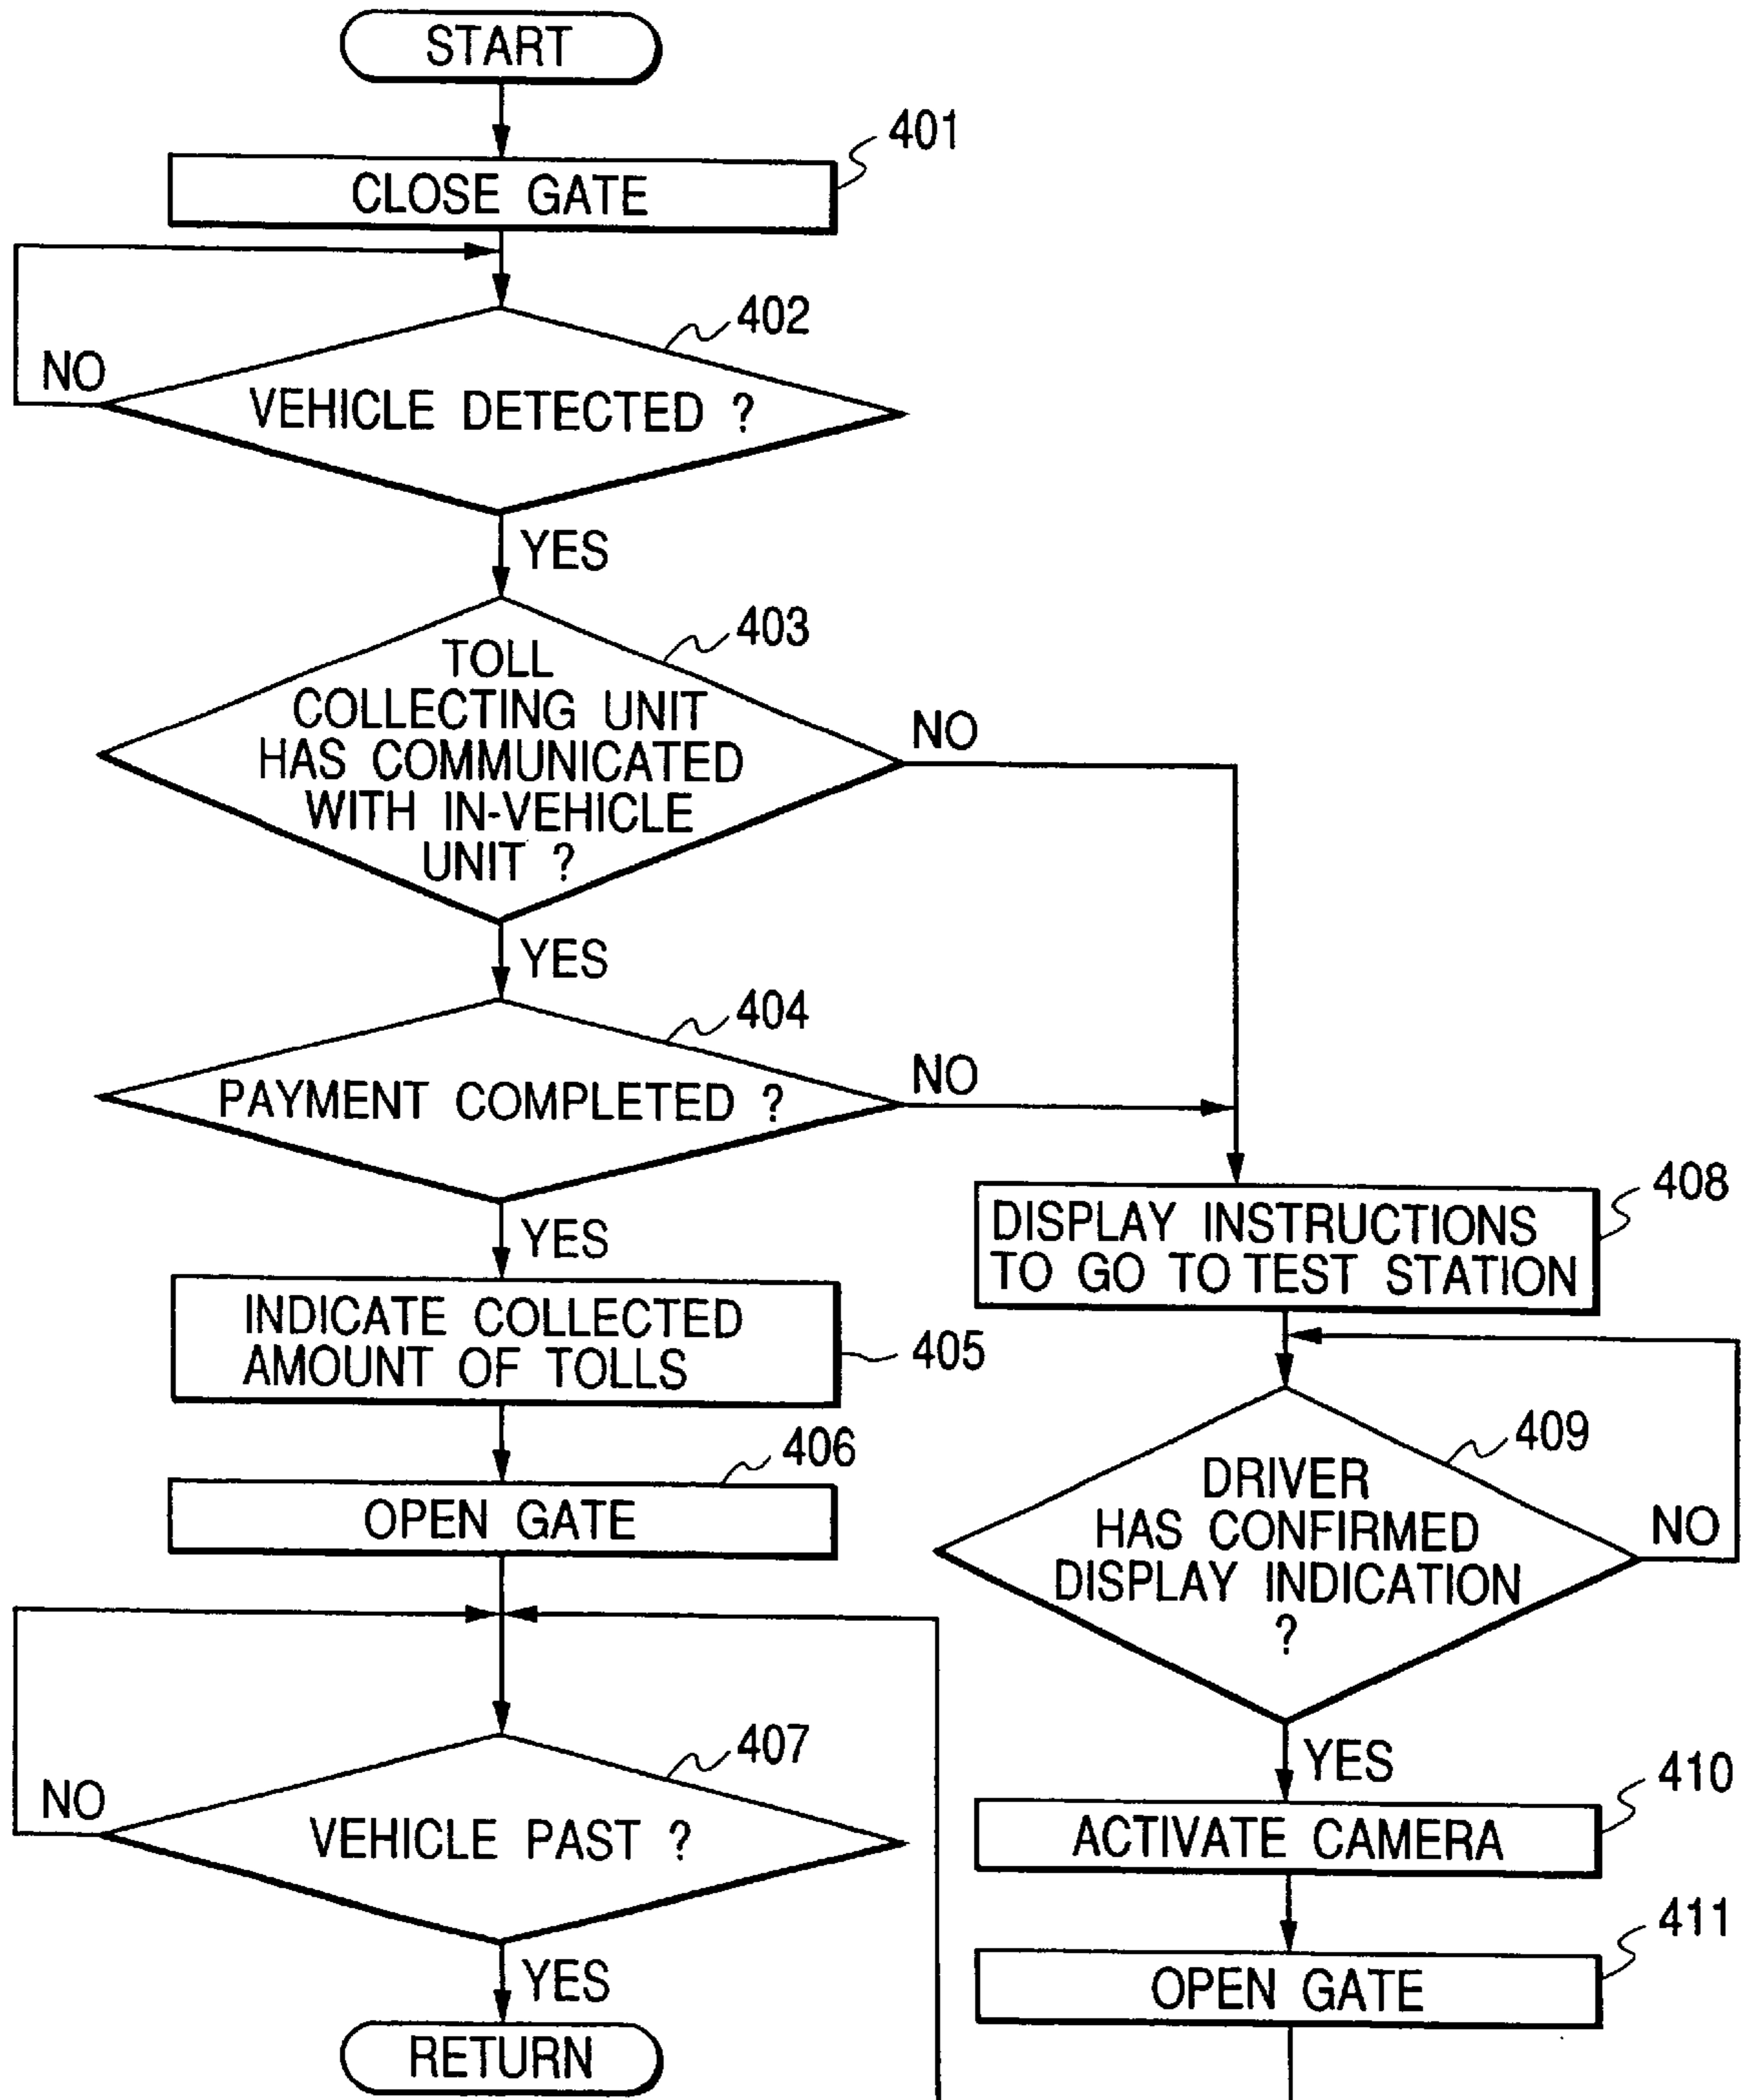 START
401
CLOSE GATE
402
NO
VEHICLE DETECTED ?
YES
403
TOLL
COLLECTING UNIT
HAS COMMUNICATED
WITH IN-VEHICLE
UNIT ?
NO
YES
404
PAYMENT COMPLETED ?
NO
YES
INDICATE COLLECTED
AMOUNT OF TOLLS
405
406
OPEN GATE
407
NO
VEHICLE PAST ?
YES
RETURN
408
DISPLAY INSTRUCTIONS
TO GO TO TEST STATION
409
DRIVER
HAS CONFIRMED
DISPLAY INDICATION
?
NO
YES
410
ACTIVATE CAMERA
411
OPEN GATE